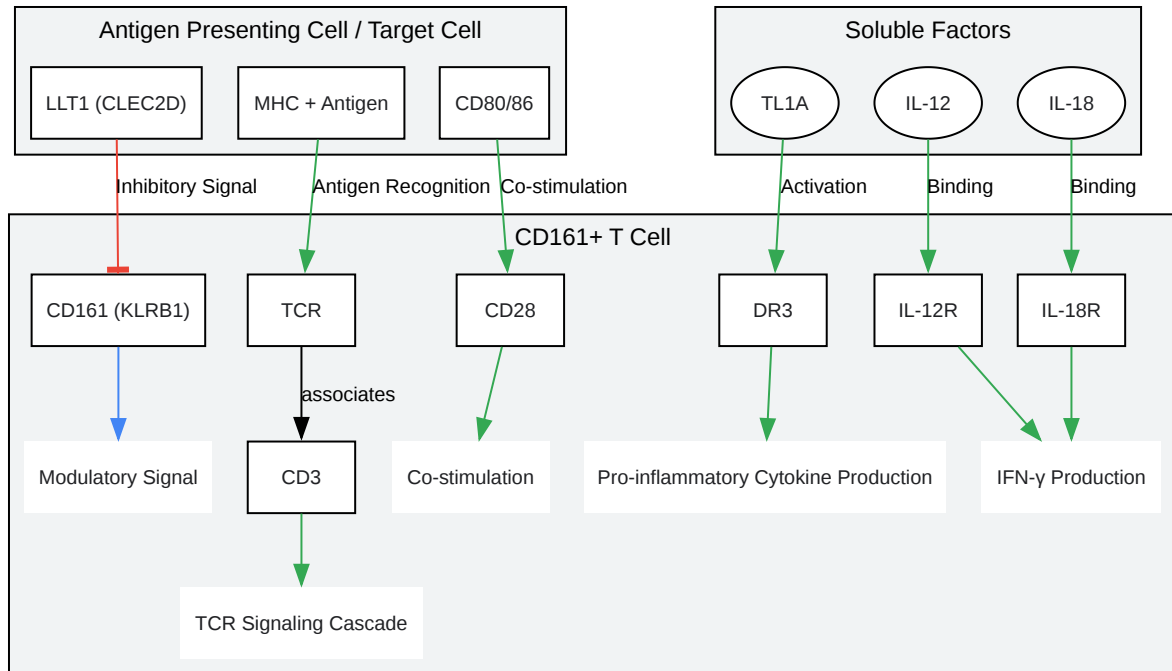 Antigen Presenting Cell / Target Cell
Soluble Factors
LLT1 (CLEC2D)
MHC + Antigen
CD80/86
TL1A
IL-12
IL-18
Inhibitory Signal
Antigen Recognition
Co-stimulation
Activation
Binding
Binding
CD161+ T Cell
CD161 (KLRB1)
TCR
CD28
DR3
IL-12R
IL-18R
associates
Modulatory Signal
CD3
Co-stimulation
Pro-inflammatory Cytokine Production
IFN-γ Production
TCR Signaling Cascade